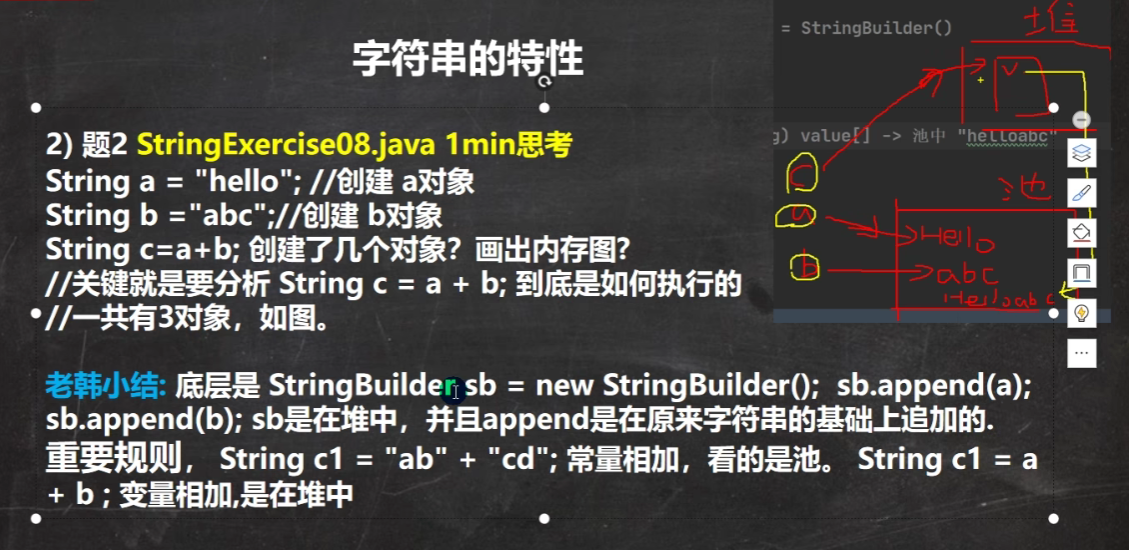 字符串的特性
= StringBuilder()
堆
V
g) value[] -> 池中 "helloabc"
2) 题2 StringExercise08.java 1min思考
String a = "hello"; //创建 a对象
String b ="abc";//创建 b对象
String c=a+b; 创建了几个对象？画出内存图?
//关键就是要分析 String c = a + b; 到底是如何执行的
//一共有3对象，如图。
c
池
a
Hello
b
abc
Helloabc
老韩小结: 底层是 StringBuilder sb = new StringBuilder(); sb.append(a);
sb.append(b); sb是在堆中，并且append是在原来字符串的基础上追加的.
重要规则， String c1 = "ab" + "cd"; 常量相加，看的是池。 String c1 = a
+ b ; 变量相加,是在堆中